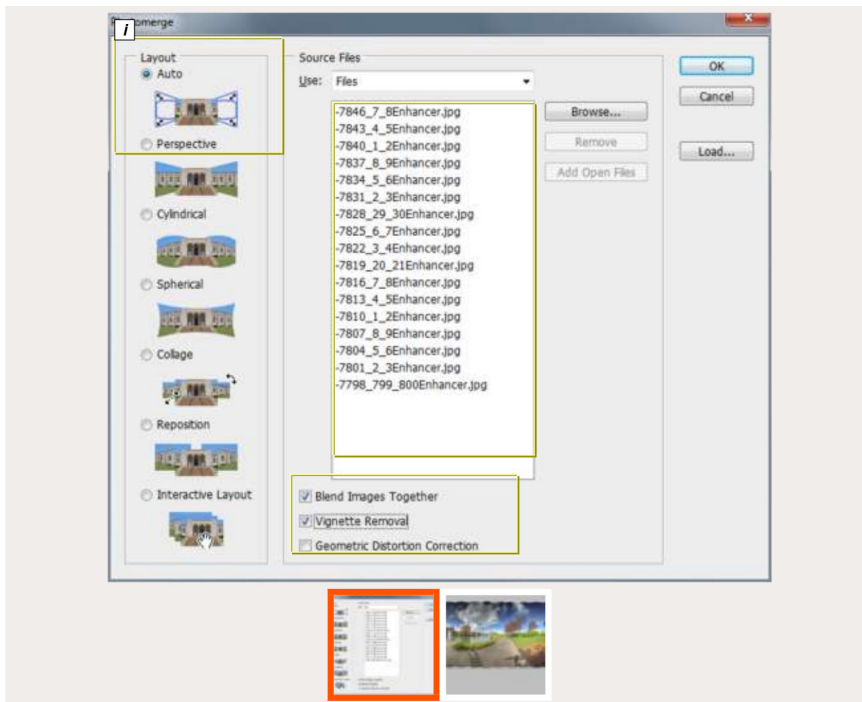 Photomerge
i
Layout
Auto
Perspective
Cylindrical
Spherical
Collage
Reposition
Interactive Layout
Source Files
Use: Files
-7846_7_8Enhancer.jpg
-7843_4_5Enhancer.jpg
-7840_1_2Enhancer.jpg
-7837_8_9Enhancer.jpg
-7834_5_6Enhancer.jpg
-7831_2_3Enhancer.jpg
-7828_29_30Enhancer.jpg
-7825_6_7Enhancer.jpg
-7822_3_4Enhancer.jpg
-7819_20_21Enhancer.jpg
-7816_7_8Enhancer.jpg
-7813_4_5Enhancer.jpg
-7810_1_2Enhancer.jpg
-7807_8_9Enhancer.jpg
-7804_5_6Enhancer.jpg
-7801_2_3Enhancer.jpg
-7798_799_800Enhancer.jpg
Blend Images Together
Vignette Removal
Geometric Distortion Correction
Browse...
Remove
Add Open Files
OK
Cancel
Load...